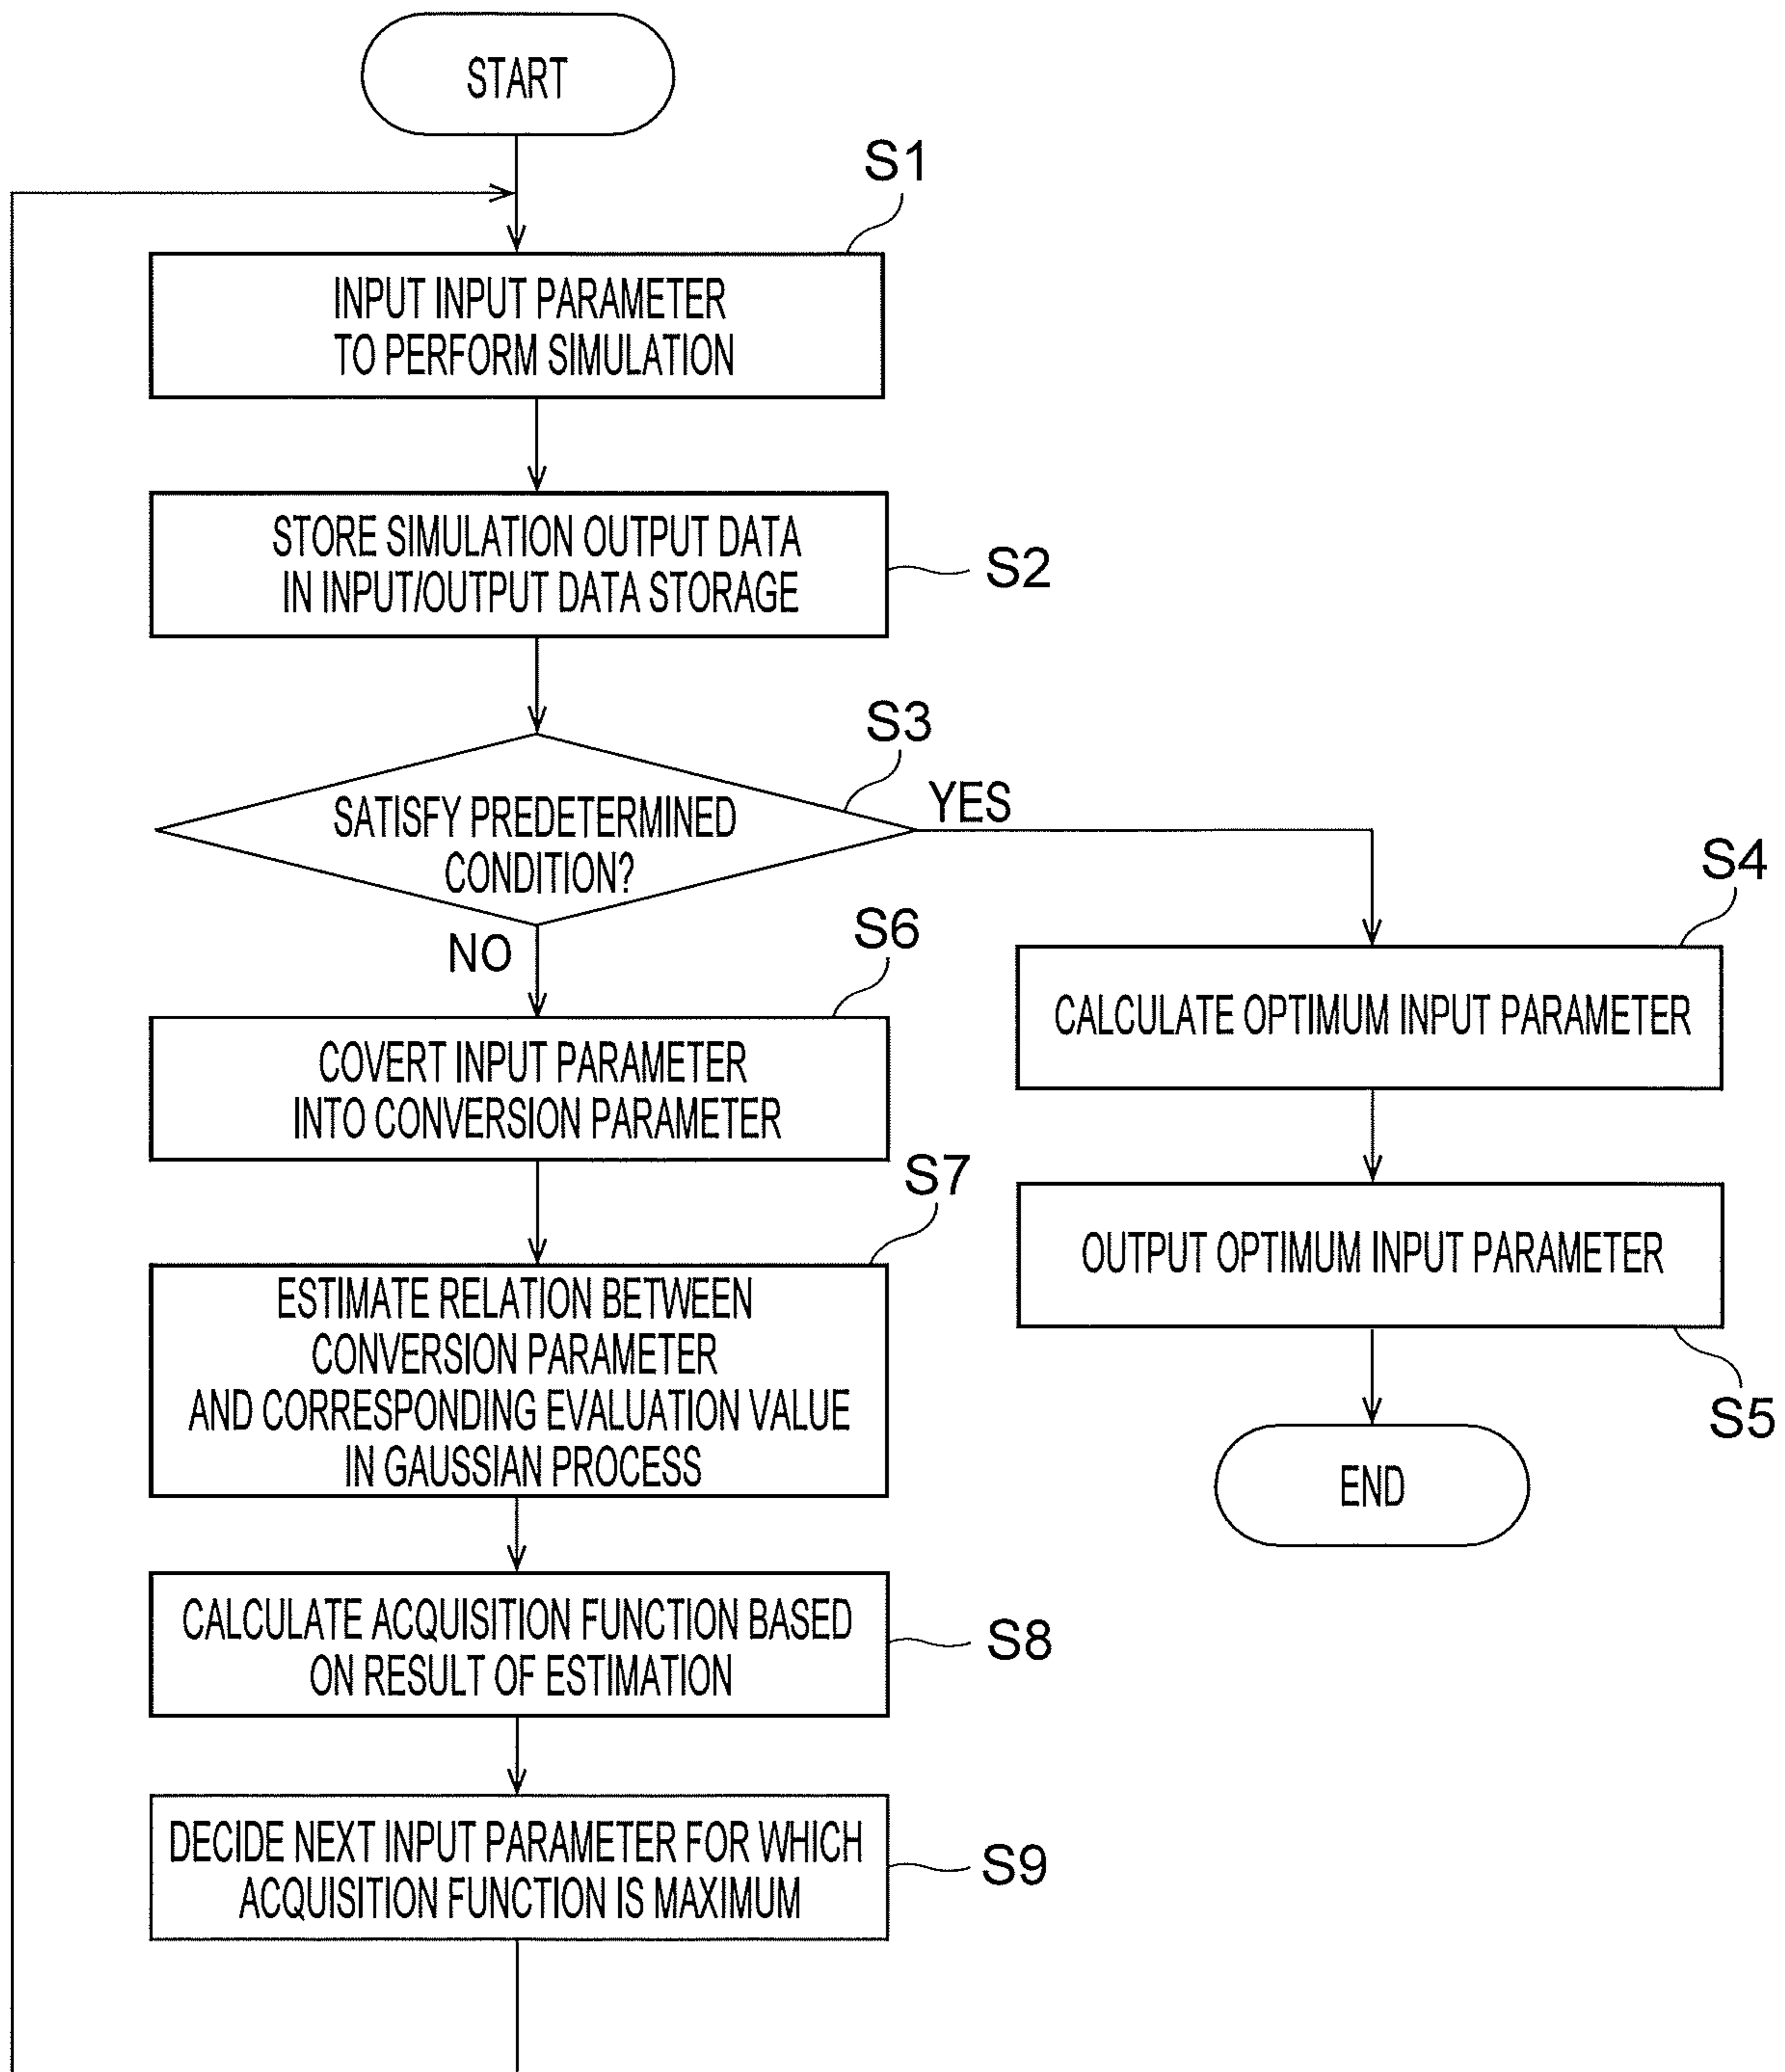 START
S1
INPUT INPUT PARAMETER
TO PERFORM SIMULATION
STORE SIMULATION OUTPUT DATA
IN INPUT/OUTPUT DATA STORAGE
S2
S3
SATISFY PREDETERMINED
CONDITION?
YES
NO
S4
CALCULATE OPTIMUM INPUT PARAMETER
OUTPUT OPTIMUM INPUT PARAMETER
S5
END
S6
COVERT INPUT PARAMETER
INTO CONVERSION PARAMETER
S7
ESTIMATE RELATION BETWEEN
CONVERSION PARAMETER
AND CORRESPONDING EVALUATION VALUE
IN GAUSSIAN PROCESS
CALCULATE ACQUISITION FUNCTION BASED
ON RESULT OF ESTIMATION
S8
DECIDE NEXT INPUT PARAMETER FOR WHICH
ACQUISITION FUNCTION IS MAXIMUM
S9